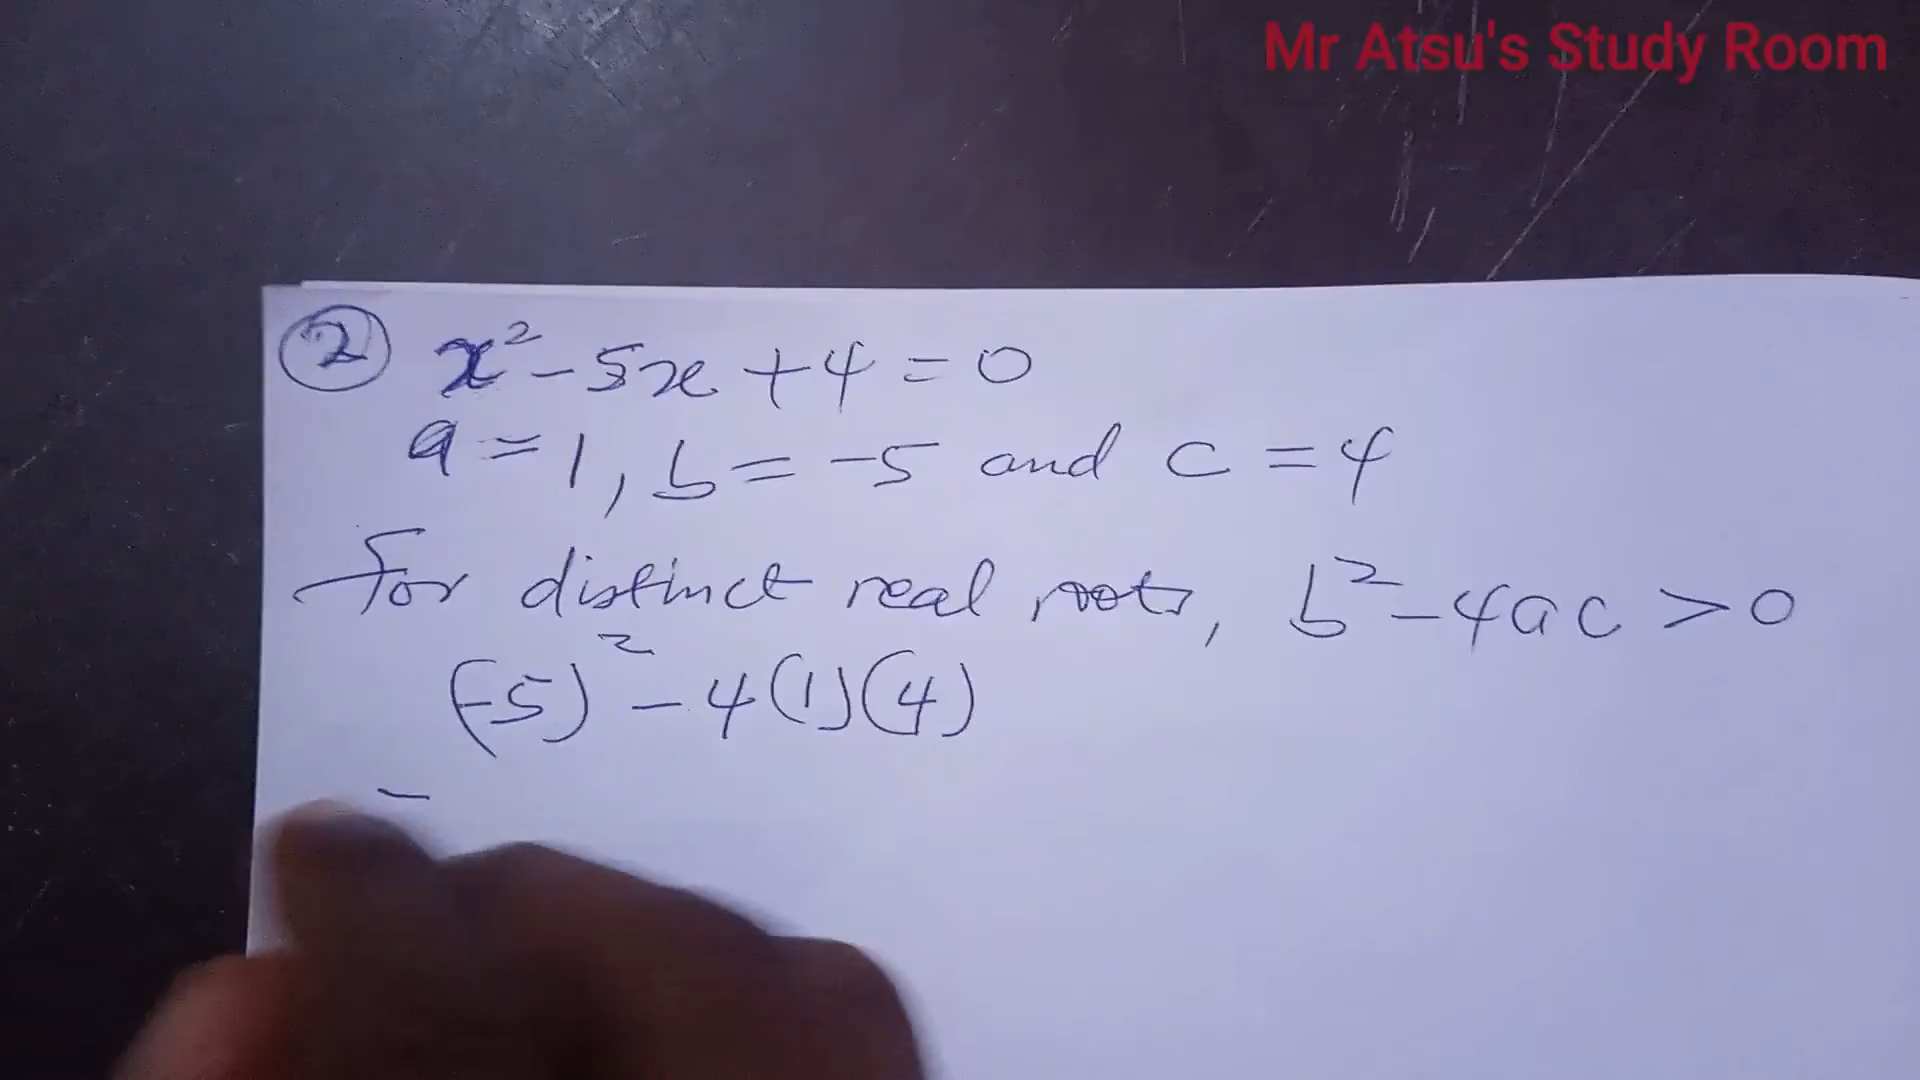 Mr Atsu's Study Room
② x² - 5x + 4 = 0
a = 1, b = -5 and c = 4
For distinct real roots, b² - 4ac > 0
(-5)² - 4(1)(4)
-